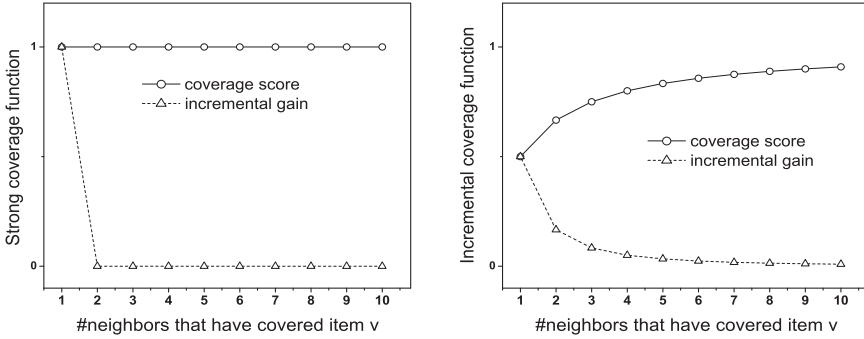 Strong coverage function
1
0
coverage score
incremental gain
1 2 3 4 5 6 7 8 9 10
#neighbors that have covered item v
Incremental coverage function
1
0
coverage score
incremental gain
1 2 3 4 5 6 7 8 9 10
#neighbors that have covered item v